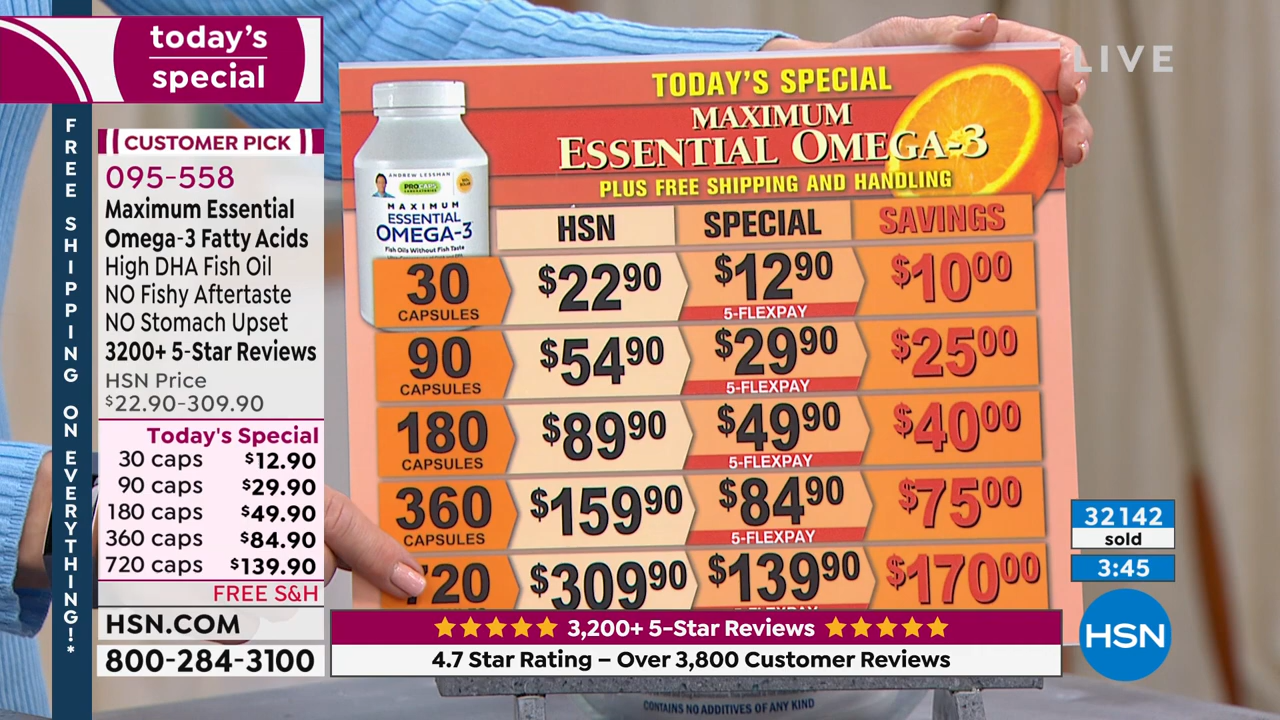 today's
special
FREE SHIPPING ON EVERYTHING!*
CUSTOMER PICK
095-558
Maximum Essential
Omega-3 Fatty Acids
High DHA Fish Oil
NO Fishy Aftertaste
NO Stomach Upset
3200+ 5-Star Reviews
HSN Price
$22.90-309.90
Today's Special
30 caps $12.90
90 caps $29.90
180 caps $49.90
360 caps $84.90
720 caps $139.90
FREE S&H
HSN.COM
800-284-3100
LIVE
TODAY'S SPECIAL
MAXIMUM
ESSENTIAL OMEGA-3
PLUS FREE SHIPPING AND HANDLING
ANDREW LESSMAN
PROCAPS
LABORATORIES
MAXIMUM
ESSENTIAL
OMEGA-3
Fish Oils Without Fish Taste
HSN SPECIAL SAVINGS
30 CAPSULES $22.90 $12.90 5-FLEXPAY $10.00
90 CAPSULES $54.90 $29.90 5-FLEXPAY $25.00
180 CAPSULES $89.90 $49.90 5-FLEXPAY $40.00
360 CAPSULES $159.90 $84.90 5-FLEXPAY $75.00
720 $309.90 $139.90 5-FLEXPAY $170.00
32142
sold
3:45
HSN
3,200+ 5-Star Reviews
4.7 Star Rating – Over 3,800 Customer Reviews
CONTAINS NO ADDITIVES OF ANY KIND